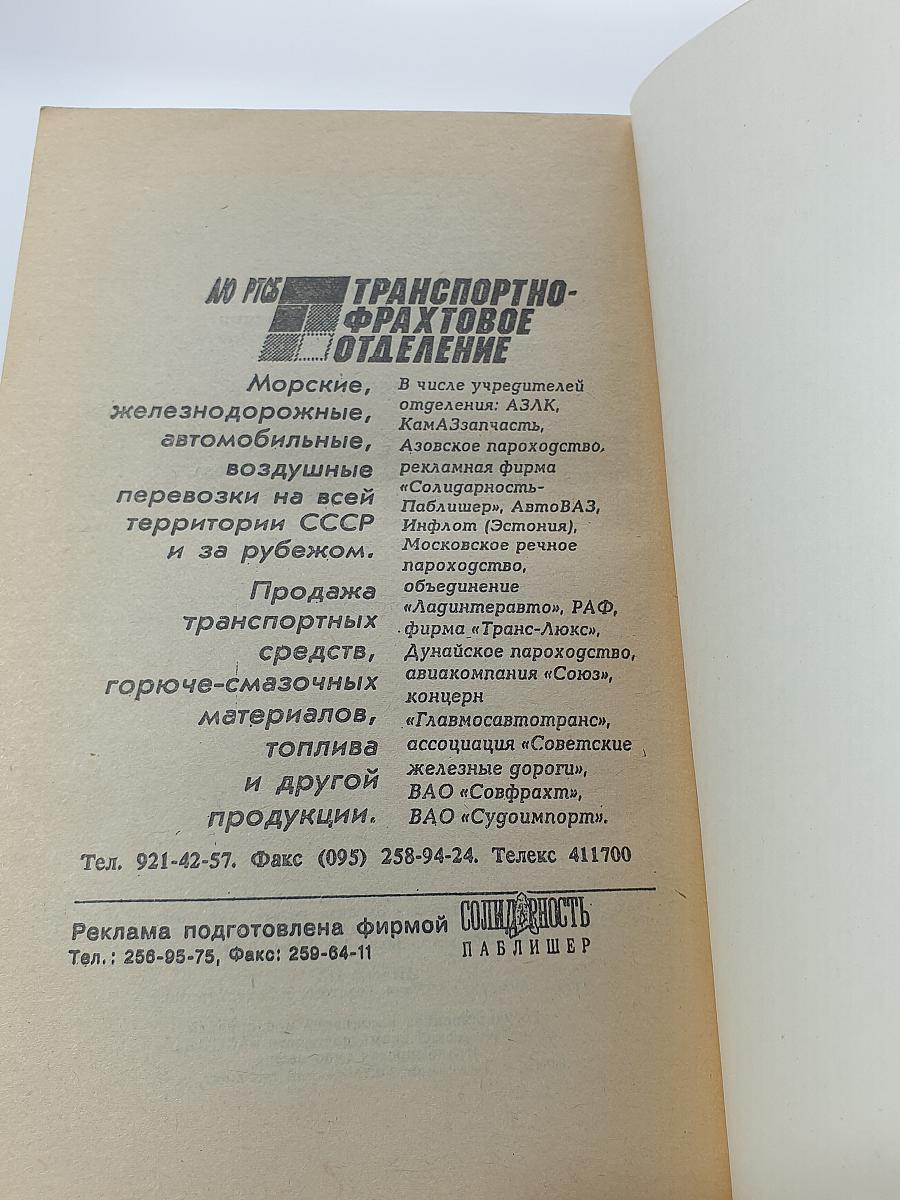 АЮ РТСБ
ТРАНСПОРТНО-
ФРАХТОВОЕ
ОТДЕЛЕНИЕ
Морские,
железнодорожные,
автомобильные,
воздушные
перевозки на всей
территории СССР
и за рубежом.
Продажа
транспортных
средств,
горюче-смазочных
материалов,
топлива
и другой
продукции.
В числе учредителей
отделения: АЗЛК,
КамАЗзапчасть,
Азовское пароходство,
рекламная фирма
«Солидарность-
Паблишер», АвтоВАЗ,
Инфлот (Эстония),
Московское речное
пароходство,
объединение
«Ладинтеравто», РАФ,
фирма «Транс-Люкс»,
Дунайское пароходство,
авиакомпания «Союз»,
концерн
«Главмосавтотранс»,
ассоциация «Советские
железные дороги»,
ВАО «Совфрахт»,
ВАО «Судоимпорт».
Тел. 921-42-57. Факс (095) 258-94-24. Телекс 411700
Реклама подготовлена фирмой
Тел.: 256-95-75, Факс: 259-64-11
СОЛИДАРНОСТЬ
ПАБЛИШЕР